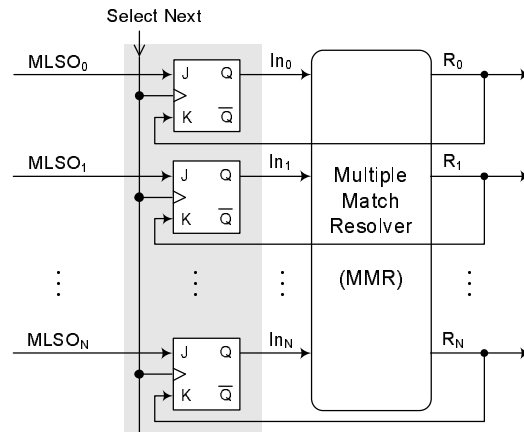 Select Next
MLSO0 J Q In0 R0
K Q
MLSO1 J Q In1 R1
K Q
Multiple
Match
Resolver
(MMR)
⋮ ⋮ ⋮ ⋮
MLSON J Q InN RN
K Q